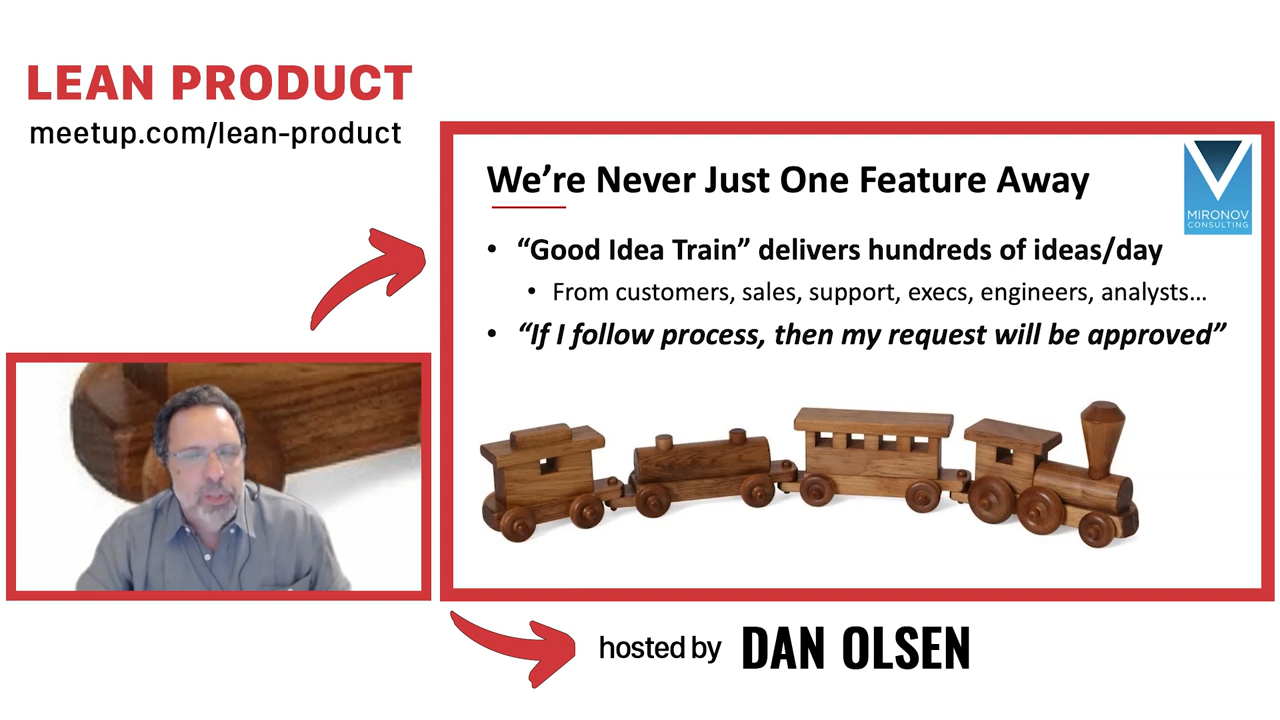 LEAN PRODUCT
meetup.com/lean-product
We’re Never Just One Feature Away
MIRONOV
CONSULTING
• “Good Idea Train” delivers hundreds of ideas/day
• From customers, sales, support, execs, engineers, analysts…
• “If I follow process, then my request will be approved”
hosted by DAN OLSEN